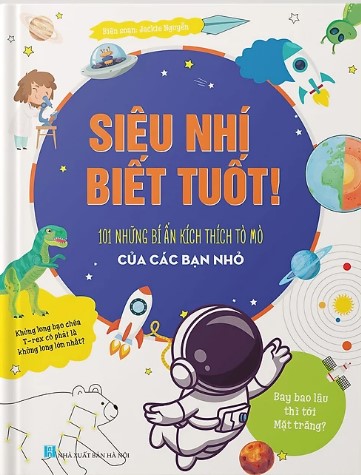 Biên soạn: Jackie Nguyễn
SIÊU NHÍ
BIẾT TUỐT!
101 NHỮNG BÍ ẨN KÍCH THÍCH TÒ MÒ
CỦA CÁC BẠN NHỎ
Khủng long bạo chúa
T-rex có phải là
khủng long lớn nhất?
Bay bao lâu
thì tới
Mặt trăng?
NHÀ XUẤT BẢN HÀ NỘI